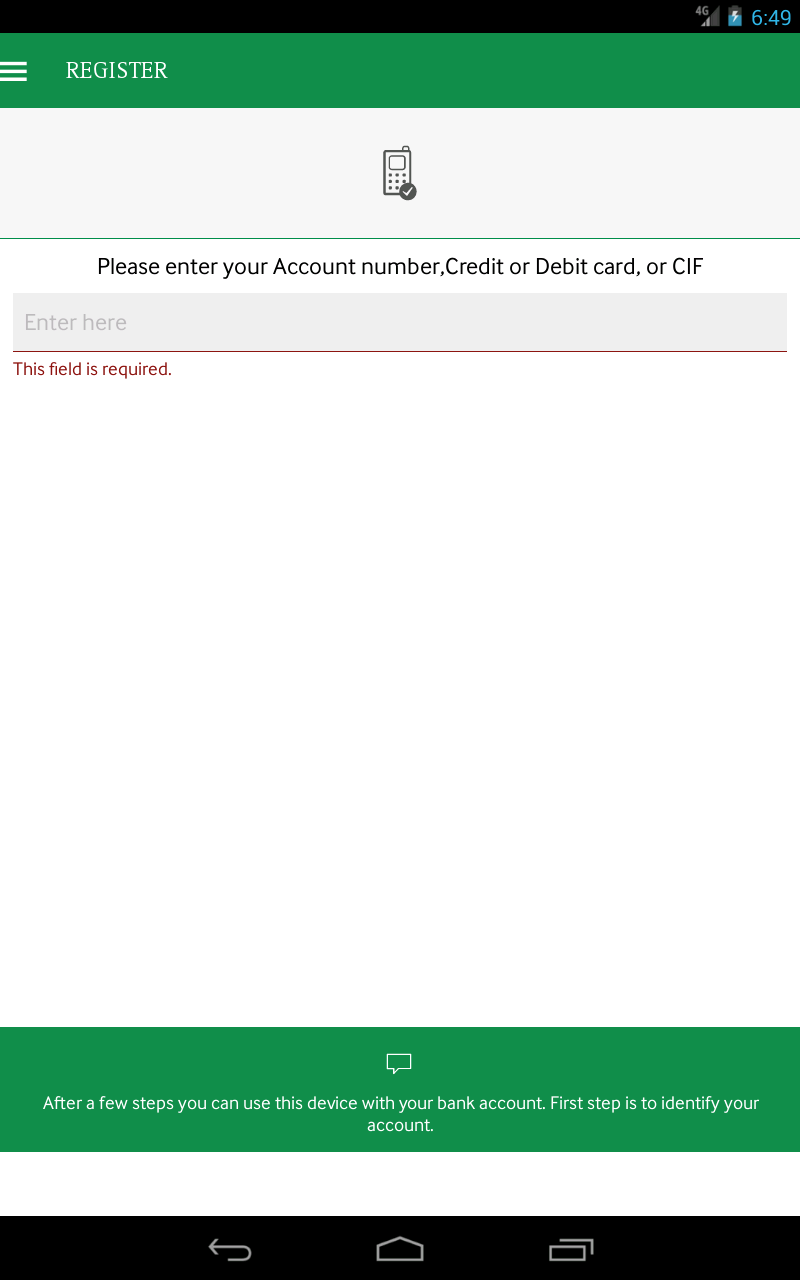 4G 6:49
REGISTER
Please enter your Account number,Credit or Debit card, or CIF
Enter here
This field is required.
After a few steps you can use this device with your bank account. First step is to identify your
account.